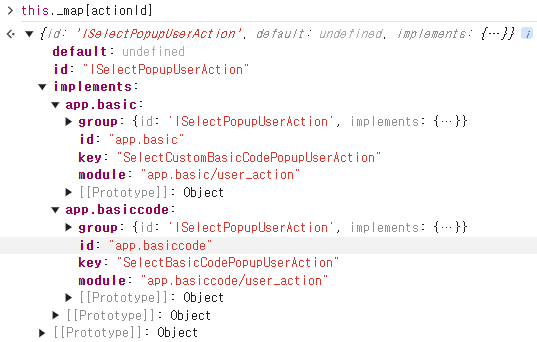 > this._map[actionId]
<· ▼ {id: 'ISelectPopupUserAction', default: undefined, implements: {…}} i
default: undefined
id: "ISelectPopupUserAction"
▼ implements:
▼ app.basic:
▶ group: {id: 'ISelectPopupUserAction', implements: {…}}
id: "app.basic"
key: "SelectCustomBasicCodePopupUserAction"
module: "app.basic/user_action"
▶ [[Prototype]]: Object
▼ app.basiccode:
▶ group: {id: 'ISelectPopupUserAction', implements: {…}}
id: "app.basiccode"
key: "SelectBasicCodePopupUserAction"
module: "app.basiccode/user_action"
▶ [[Prototype]]: Object
▶ [[Prototype]]: Object
▶ [[Prototype]]: Object